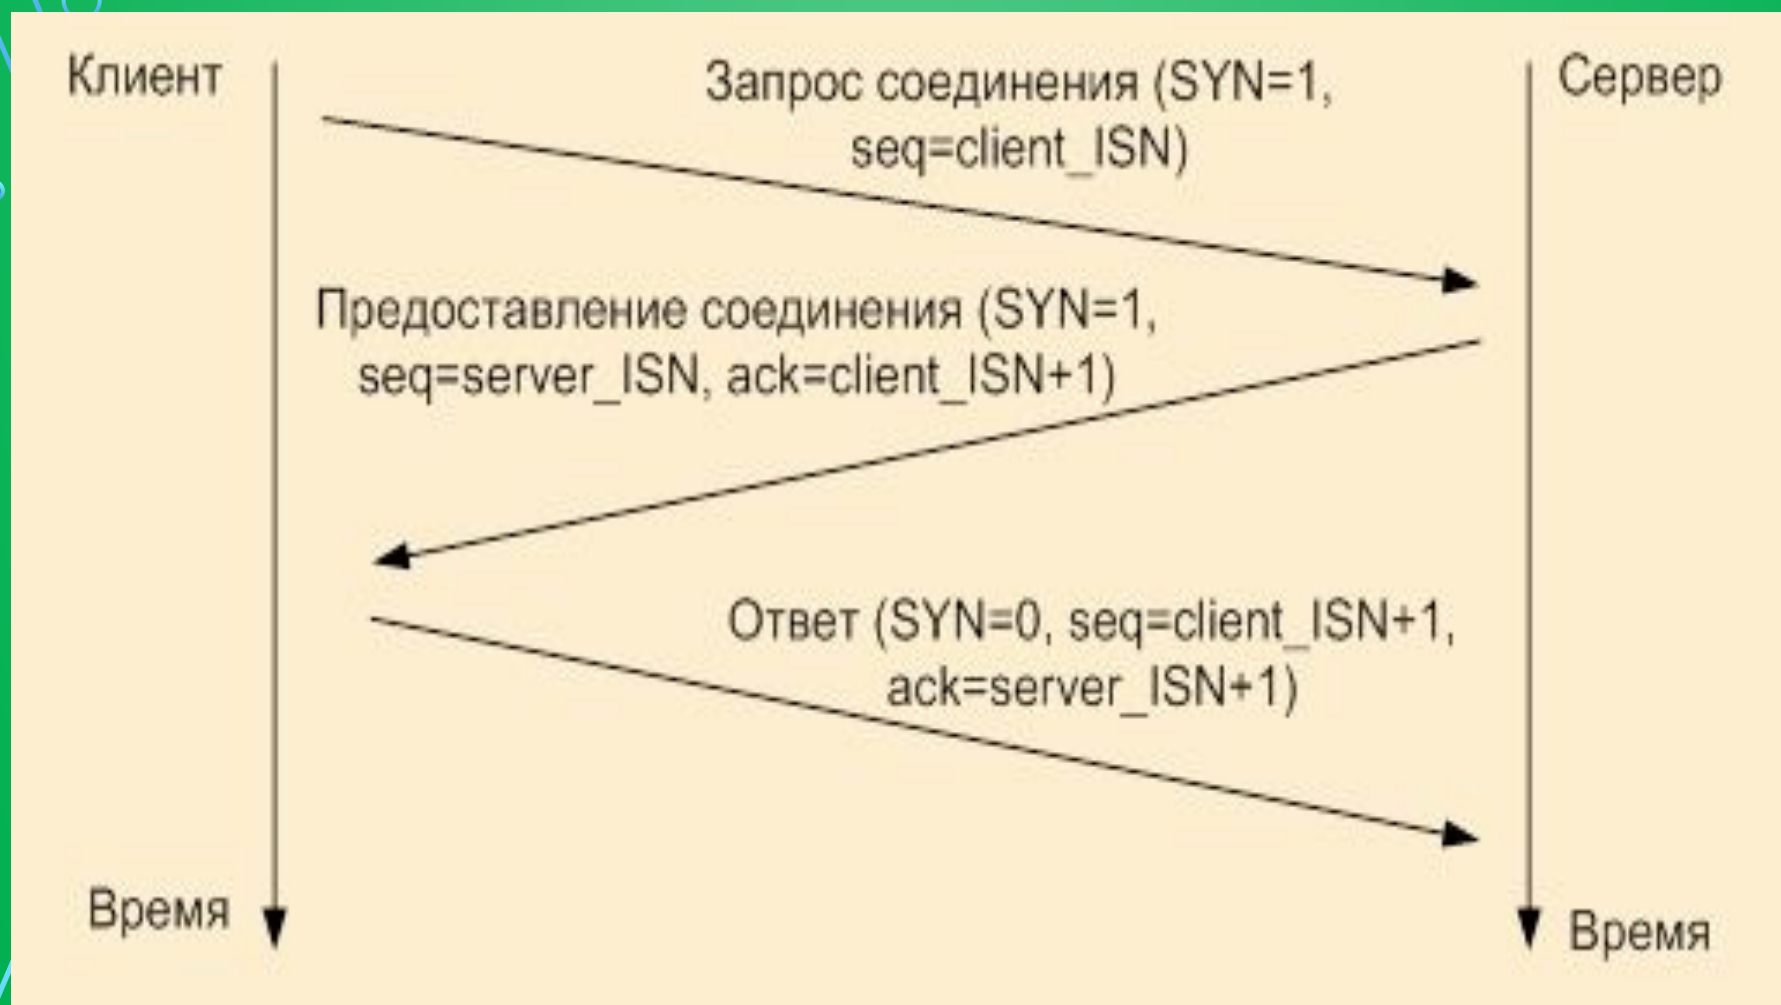 Клиент
Запрос соединения (SYN=1,
seq=client_ISN)
Сервер
Предоставление соединения (SYN=1,
seq=server_ISN, ack=client_ISN+1)
Ответ (SYN=0, seq=client_ISN+1,
ack=server_ISN+1)
Время
Время